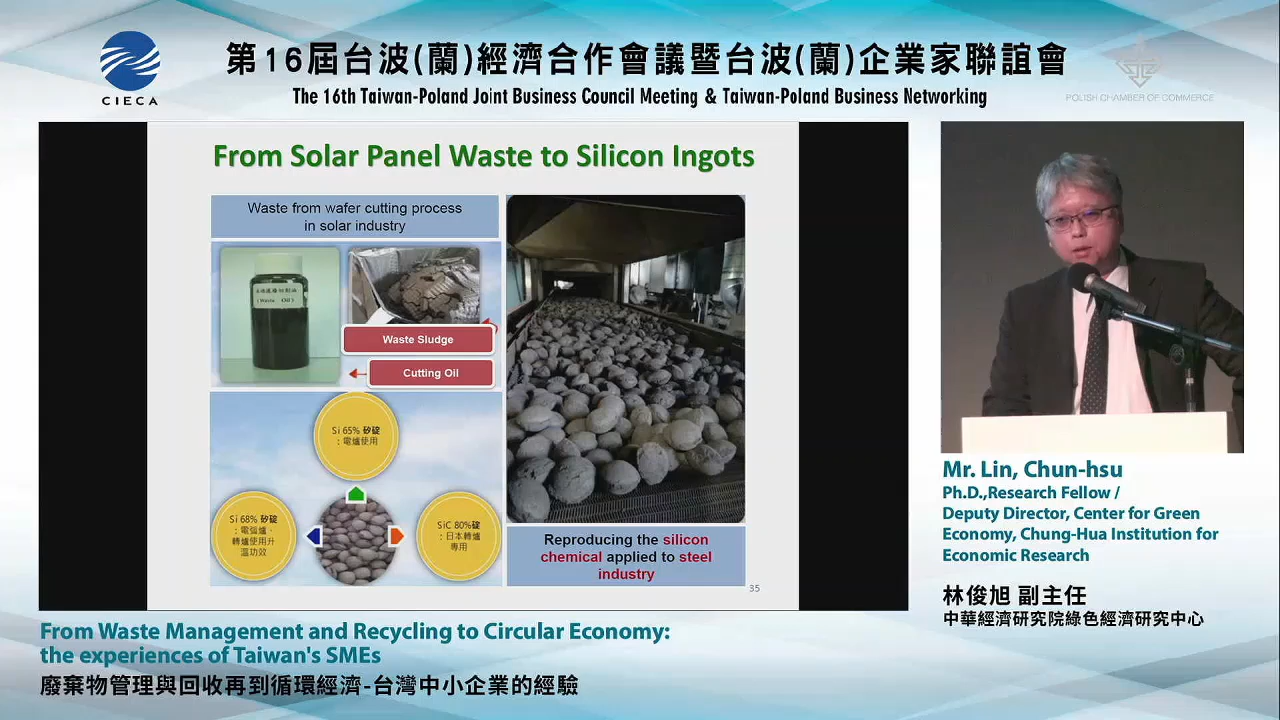 CIECA
第16屆台波(蘭)經濟合作會議暨台波(蘭)企業家聯誼會
The 16th Taiwan-Poland Joint Business Council Meeting & Taiwan-Poland Business Networking
POLISH CHAMBER OF COMMERCE
From Solar Panel Waste to Silicon Ingots
Waste from wafer cutting process
in solar industry
(Waste Oil)
Waste Sludge
Cutting Oil
Si 65% 矽碇
：電爐使用
Si 68% 矽碇
轉爐使用升
溫功效
SiC 80%碇
：日本轉爐
專用
Reproducing the silicon
chemical applied to steel
industry
35
Mr. Lin, Chun-hsu
Ph.D.,Research Fellow /
Deputy Director, Center for Green
Economy, Chung-Hua Institution for
Economic Research
林俊旭 副主任
中華經濟研究院綠色經濟研究中心
From Waste Management and Recycling to Circular Economy:
the experiences of Taiwan's SMEs
廢棄物管理與回收再到循環經濟-台灣中小企業的經驗